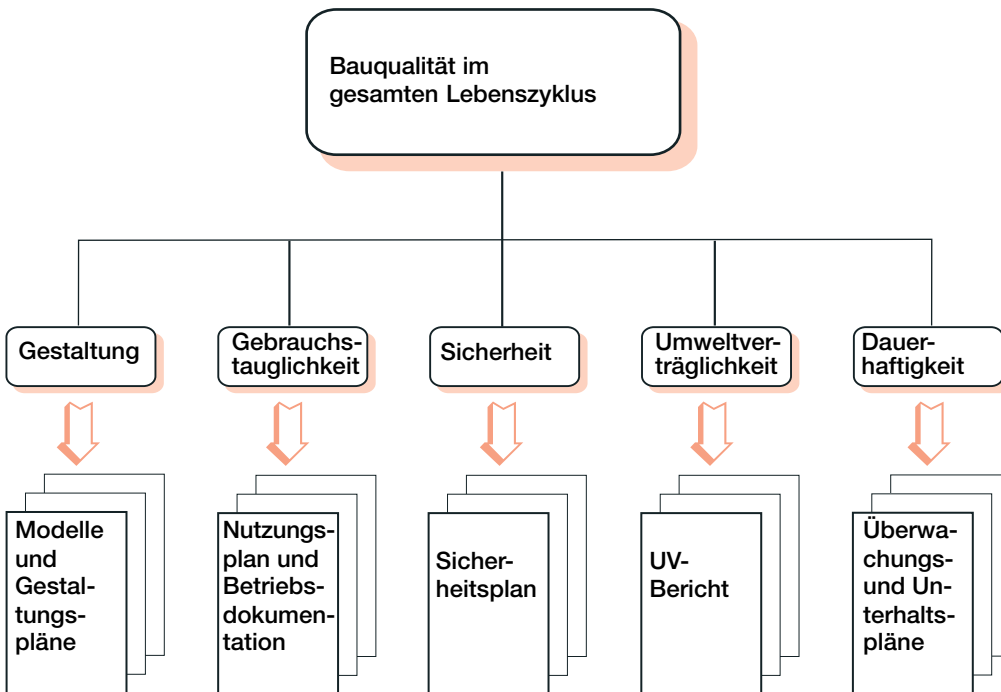 Bauqualität im
gesamten Lebenszyklus
Gestaltung
Gebrauchs-
tauglichkeit
Sicherheit
Umweltver-
träglichkeit
Dauer-
haftigkeit
Modelle
und
Gestal-
tungs-
pläne
Nutzungs-
plan und
Betriebs-
dokumen-
tation
Sicher-
heitsplan
UV-
Bericht
Überwa-
chungs-
und Un-
terhalts-
pläne